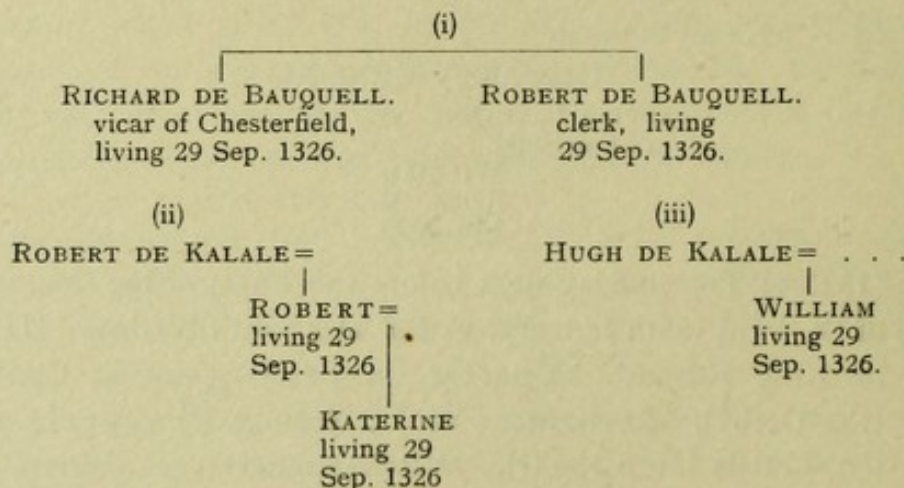 (i)
RICHARD DE BAUQUELL.
vicar of Chesterfield,
living 29 Sep. 1326.
ROBERT DE BAUQUELL.
clerk, living
29 Sep. 1326.
(ii)
ROBERT DE KALALE=
ROBERT=
living 29
Sep. 1326
KATERINE
living 29
Sep. 1326
(iii)
HUGH DE KALALE= . . .
WILLIAM
living 29
Sep. 1326.